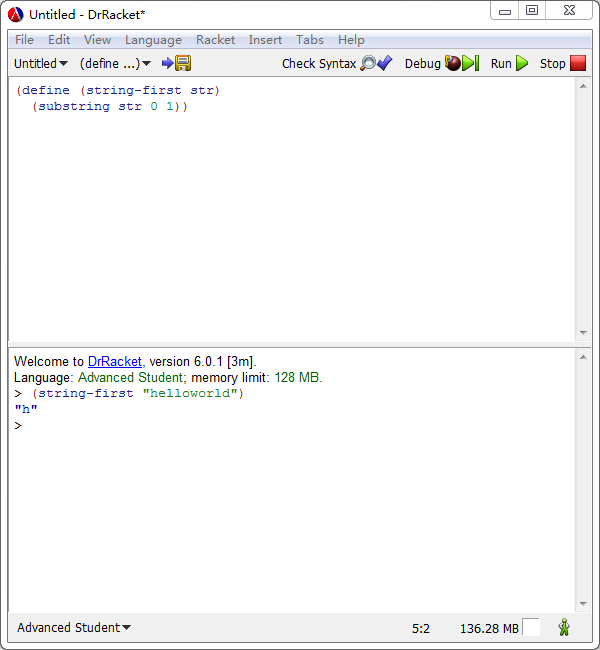 Untitled - DrRacket*
File Edit View Language Racket Insert Tabs Help
Untitled (define ...) Check Syntax Debug Run Stop
(define (string-first str)
  (substring str 0 1))
Welcome to DrRacket, version 6.0.1 [3m].
Language: Advanced Student; memory limit: 128 MB.
> (string-first "helloworld")
"h"
>
Advanced Student 5:2 136.28 MB